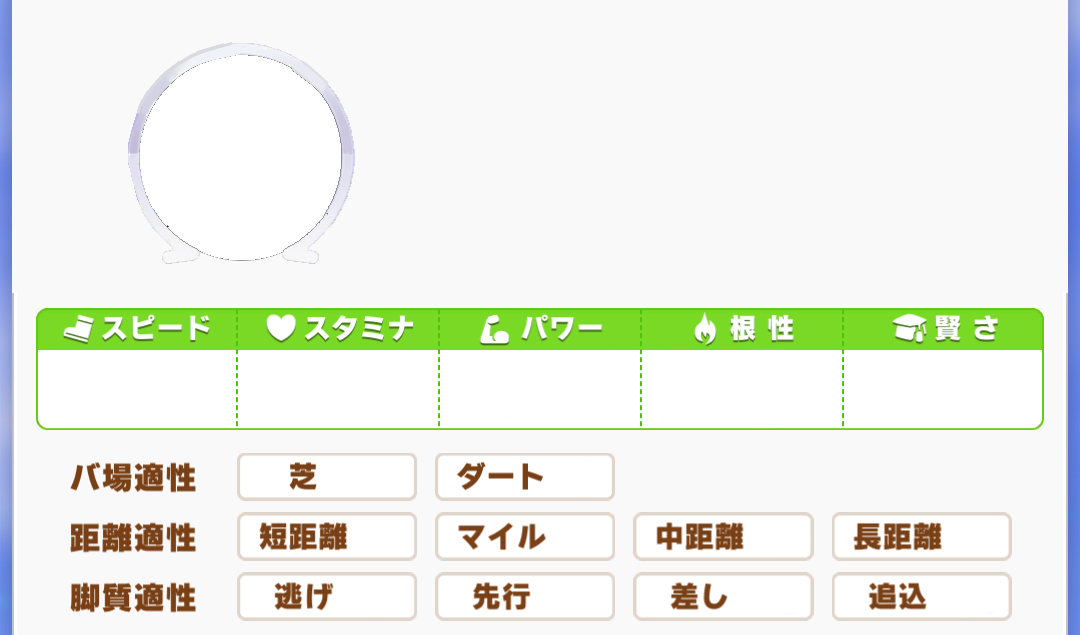 スピード スタミナ パワー 根性 賢さ
バ場適性 芝 ダート
距離適性 短距離 マイル 中距離 長距離
脚質適性 逃げ 先行 差し 追込